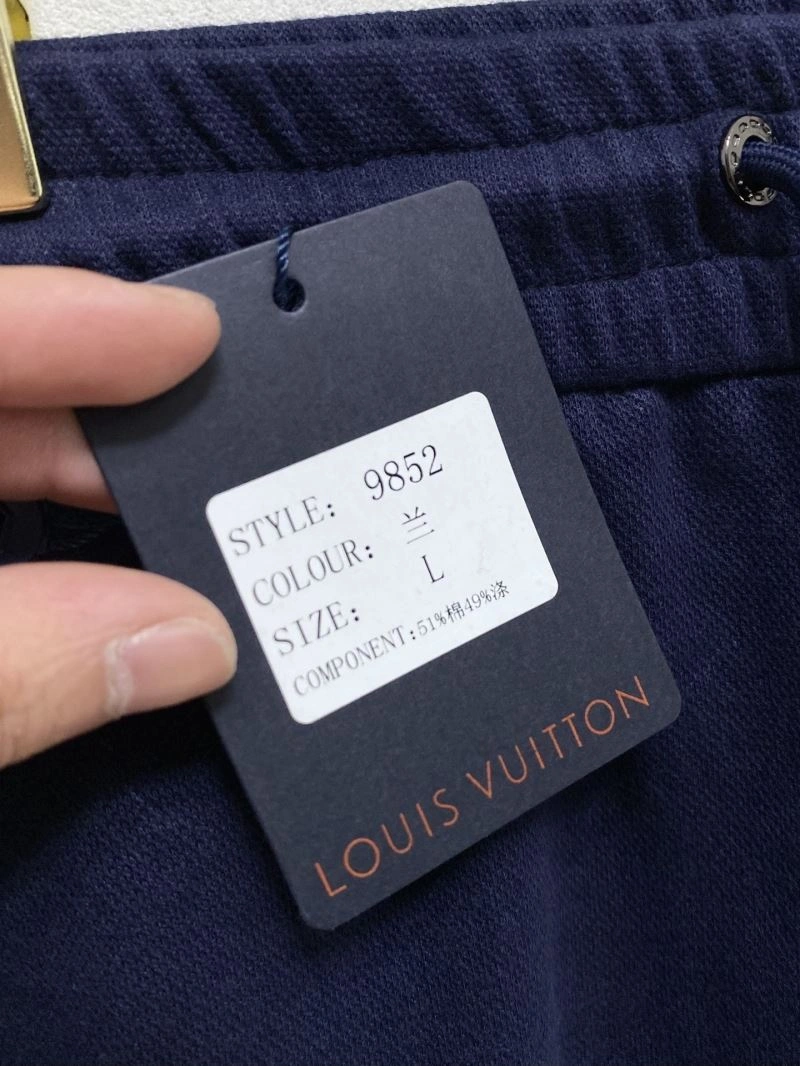 STYLE: 9852
COLOUR: 兰
SIZE: L
COMPONENT:51%棉49%涤
LOUIS VUITTON